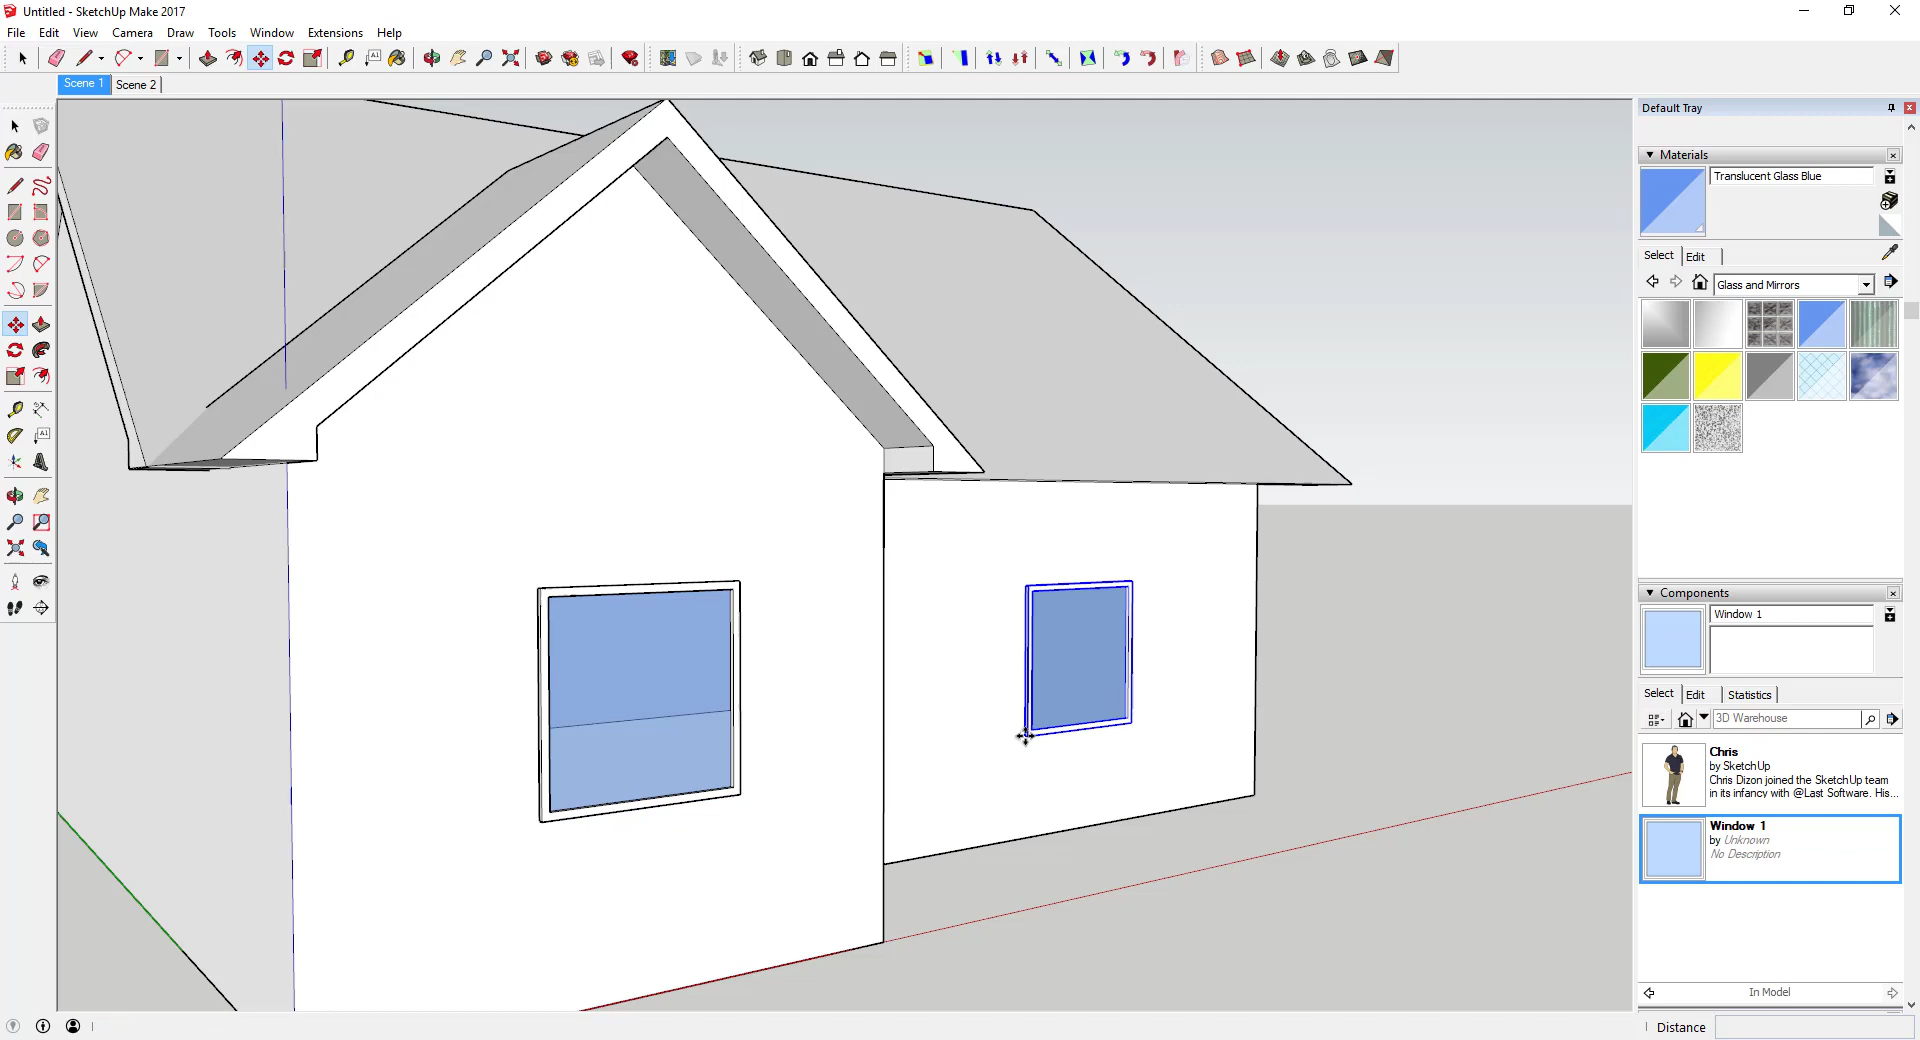 Untitled - SketchUp Make 2017
File Edit View Camera Draw Tools Window Extensions Help
Scene 1 Scene 2
Default Tray
Materials
Translucent Glass Blue
Select Edit
Glass and Mirrors
Components
Window 1
Select Edit Statistics
3D Warehouse
Chris
by SketchUp
Chris Dizon joined the SketchUp team
in its infancy with @Last Software. His...
Window 1
by Unknown
No Description
In Model
Distance